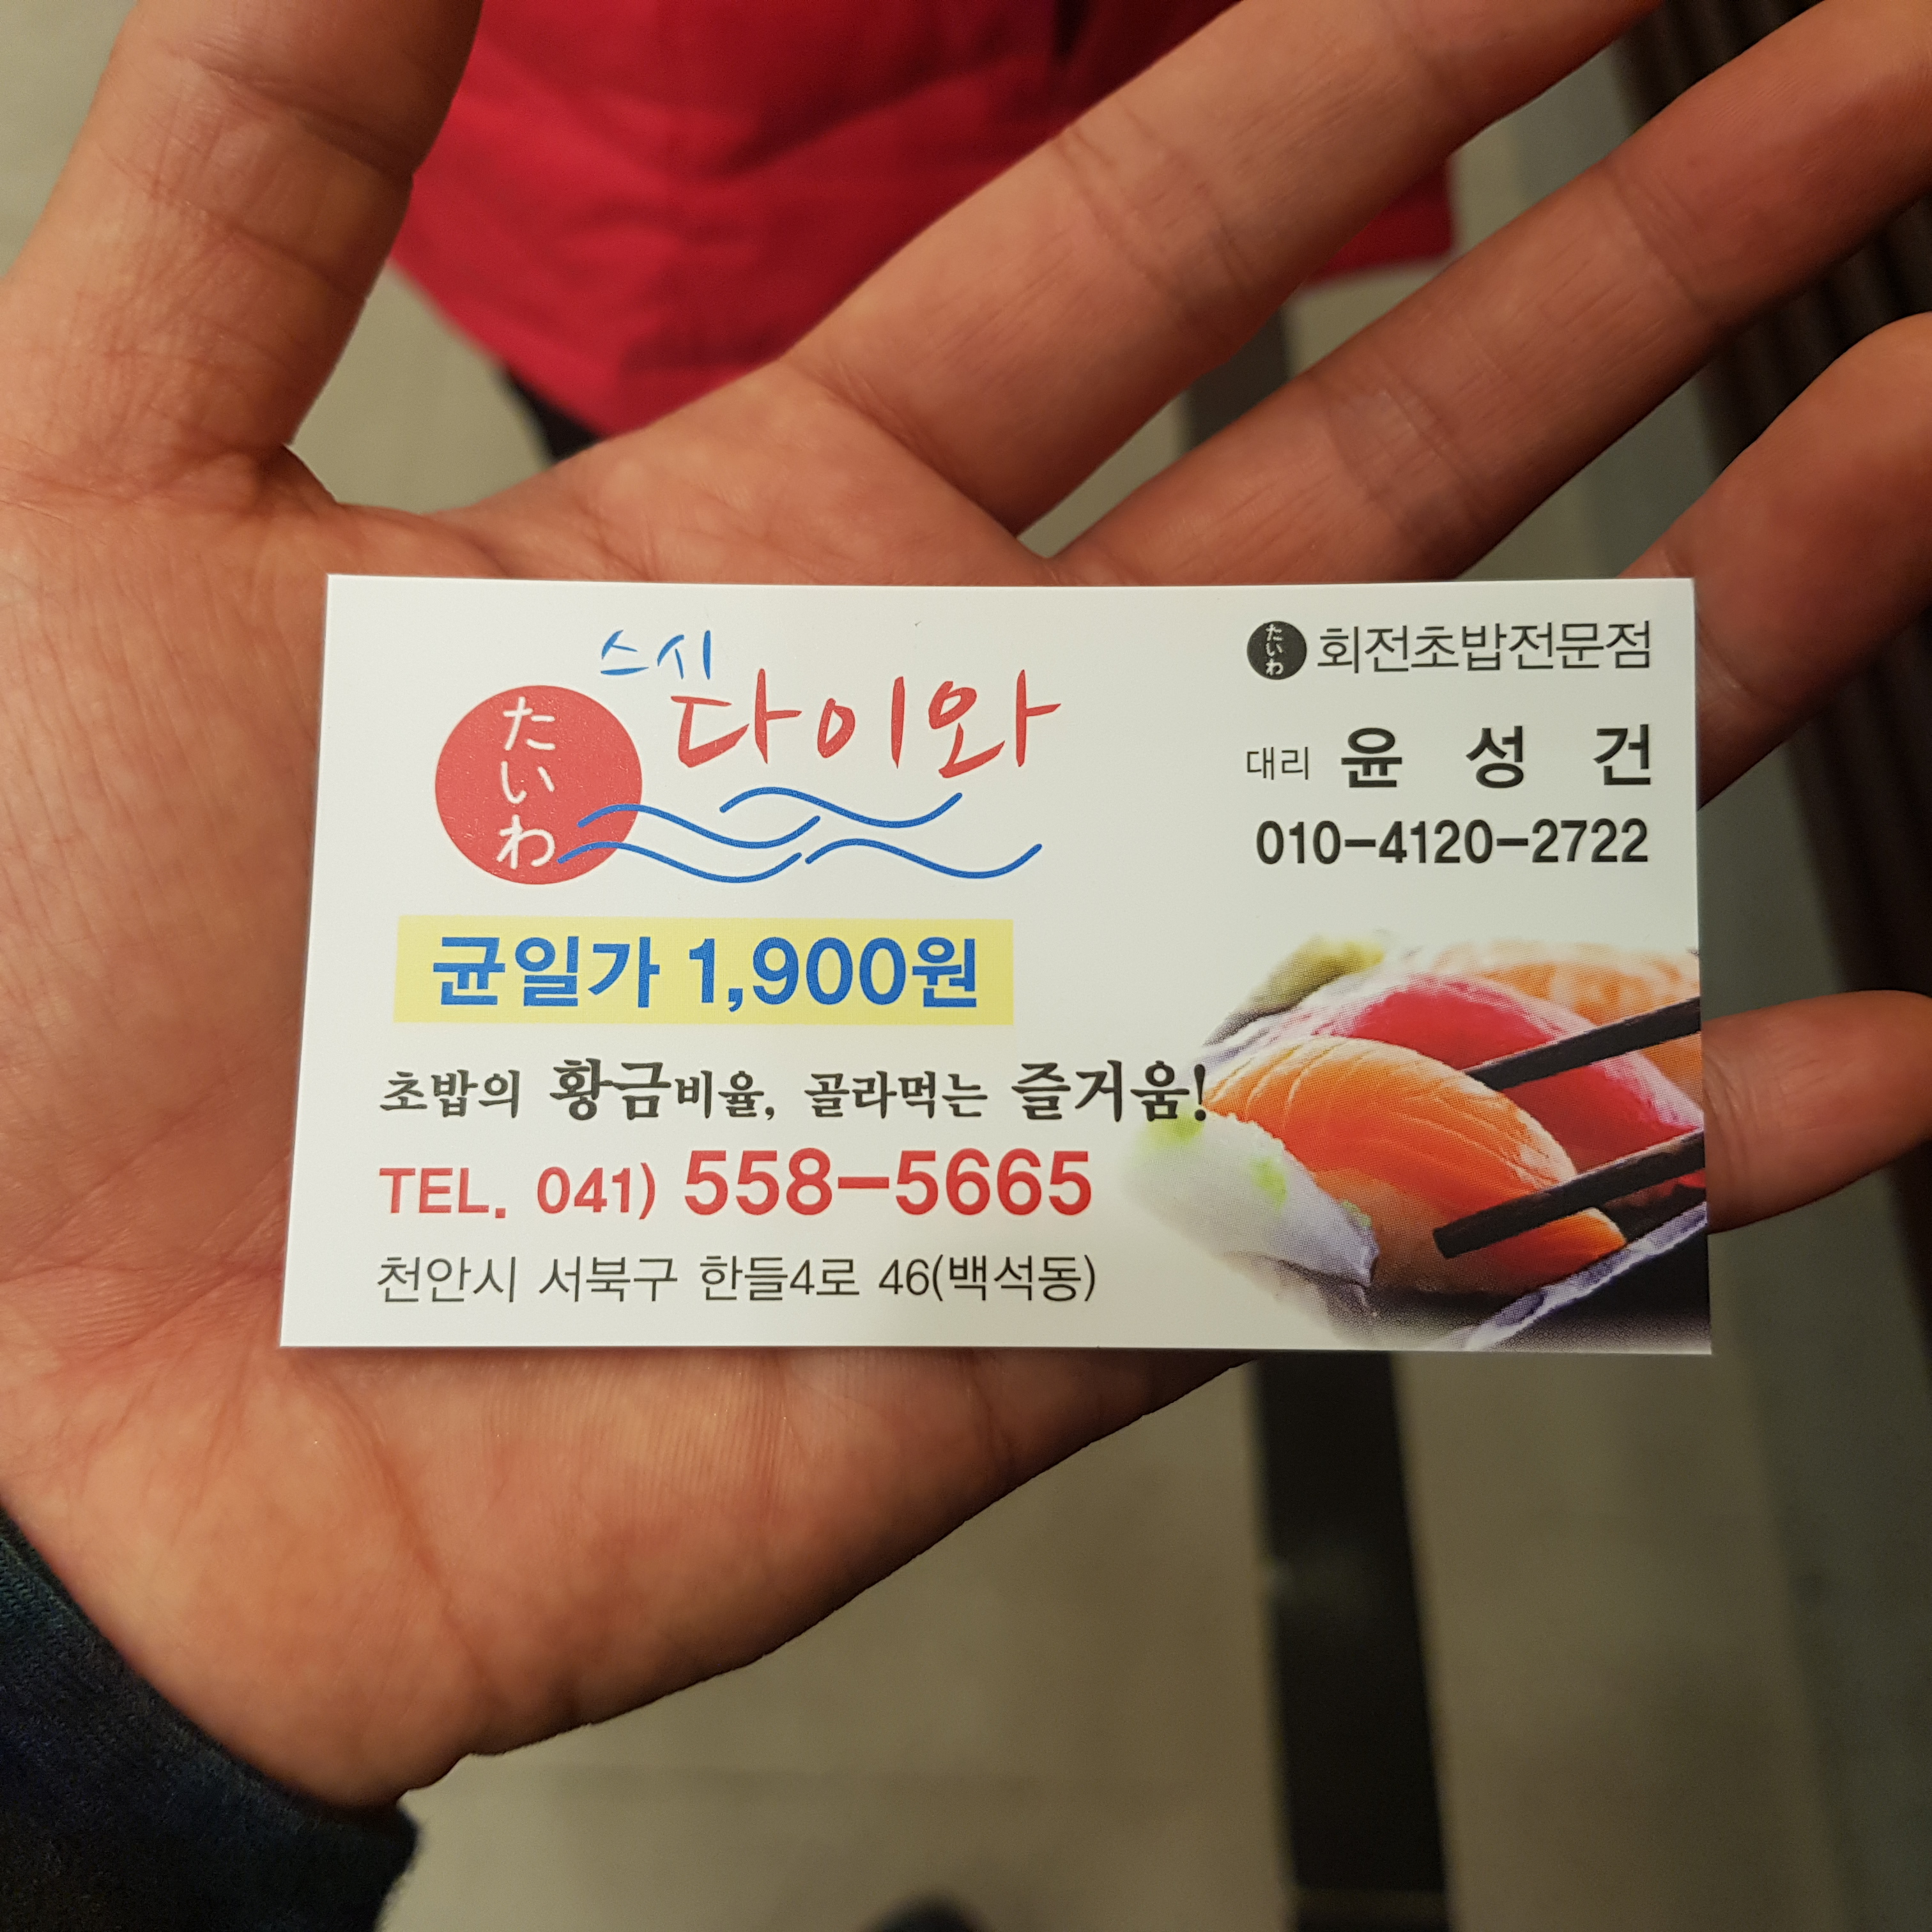 스시
다이와
たいわ
たいわ 회전초밥전문점
대리 윤 성 건
010-4120-2722
균일가 1,900원
초밥의 황금비율, 골라먹는 즐거움!
TEL. 041) 558-5665
천안시 서북구 한들4로 46(백석동)